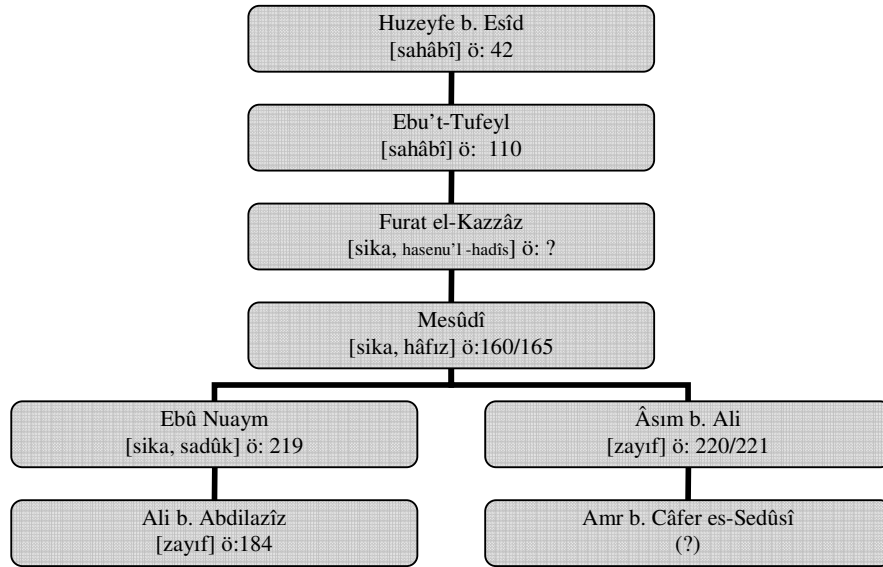 Huzeyfe b. Esîd
[sahâbî] ö: 42
Ebu’t-Tufeyl
[sahâbî] ö:  110
Furat el-Kazzâz
[sika, hasenu’l -hadîs] ö: ?
Mesûdî
[sika, hâfız] ö:160/165
Ebû Nuaym
[sika, sadûk] ö: 219
Âsım b. Ali
[zayıf] ö: 220/221
Ali b. Abdilazîz
[zayıf] ö:184
Amr b. Câfer es-Sedûsî
(?)